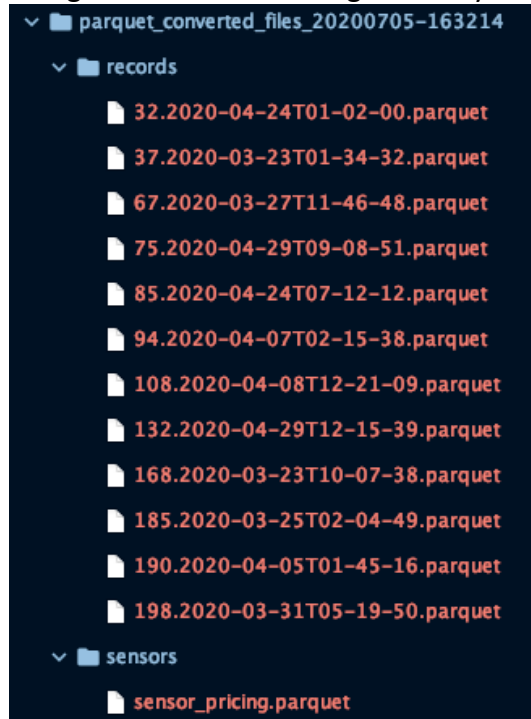 parquet_converted_files_20200705-163214
records
32.2020-04-24T01-02-00.parquet
37.2020-03-23T01-34-32.parquet
67.2020-03-27T11-46-48.parquet
75.2020-04-29T09-08-51.parquet
85.2020-04-24T07-12-12.parquet
94.2020-04-07T02-15-38.parquet
108.2020-04-08T12-21-09.parquet
132.2020-04-29T12-15-39.parquet
168.2020-03-23T10-07-38.parquet
185.2020-03-25T02-04-49.parquet
190.2020-04-05T01-45-16.parquet
198.2020-03-31T05-19-50.parquet
sensors
sensor_pricing.parquet